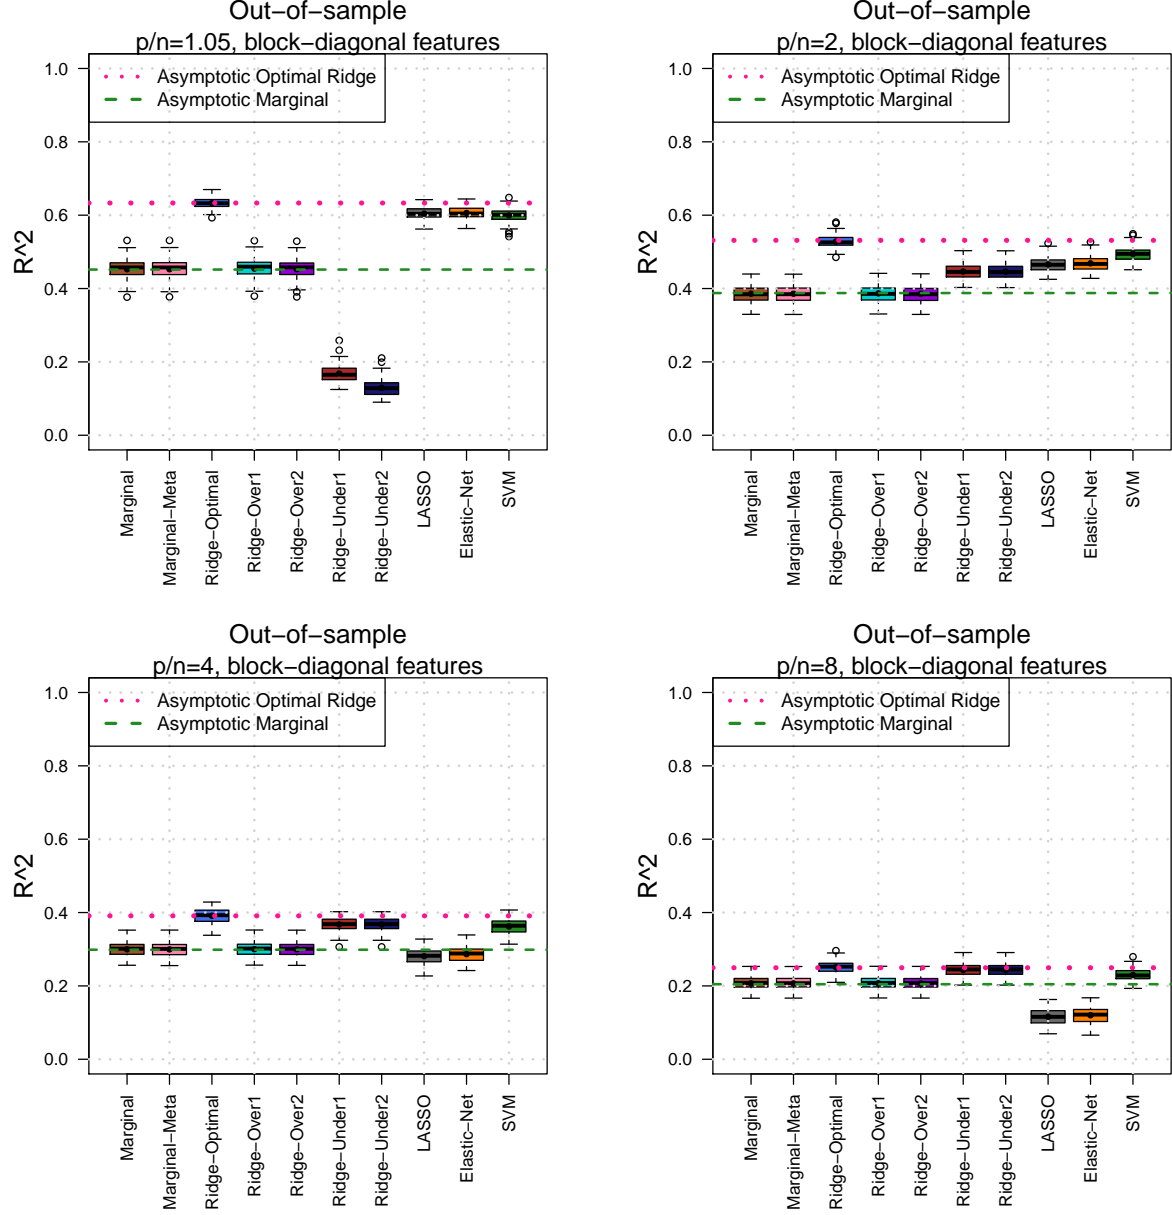 Out−of−sample
p/n=1.05, block−diagonal features
Asymptotic Optimal Ridge
Asymptotic Marginal
R^2
1.0
0.8
0.6
0.4
0.2
0.0
Marginal
Marginal−Meta
Ridge−Optimal
Ridge−Over1
Ridge−Over2
Ridge−Under1
Ridge−Under2
LASSO
Elastic−Net
SVM
Out−of−sample
p/n=2, block−diagonal features
Asymptotic Optimal Ridge
Asymptotic Marginal
R^2
1.0
0.8
0.6
0.4
0.2
0.0
Marginal
Marginal−Meta
Ridge−Optimal
Ridge−Over1
Ridge−Over2
Ridge−Under1
Ridge−Under2
LASSO
Elastic−Net
SVM
Out−of−sample
p/n=4, block−diagonal features
Asymptotic Optimal Ridge
Asymptotic Marginal
R^2
1.0
0.8
0.6
0.4
0.2
0.0
Marginal
Marginal−Meta
Ridge−Optimal
Ridge−Over1
Ridge−Over2
Ridge−Under1
Ridge−Under2
LASSO
Elastic−Net
SVM
Out−of−sample
p/n=8, block−diagonal features
Asymptotic Optimal Ridge
Asymptotic Marginal
R^2
1.0
0.8
0.6
0.4
0.2
0.0
Marginal
Marginal−Meta
Ridge−Optimal
Ridge−Over1
Ridge−Over2
Ridge−Under1
Ridge−Under2
LASSO
Elastic−Net
SVM